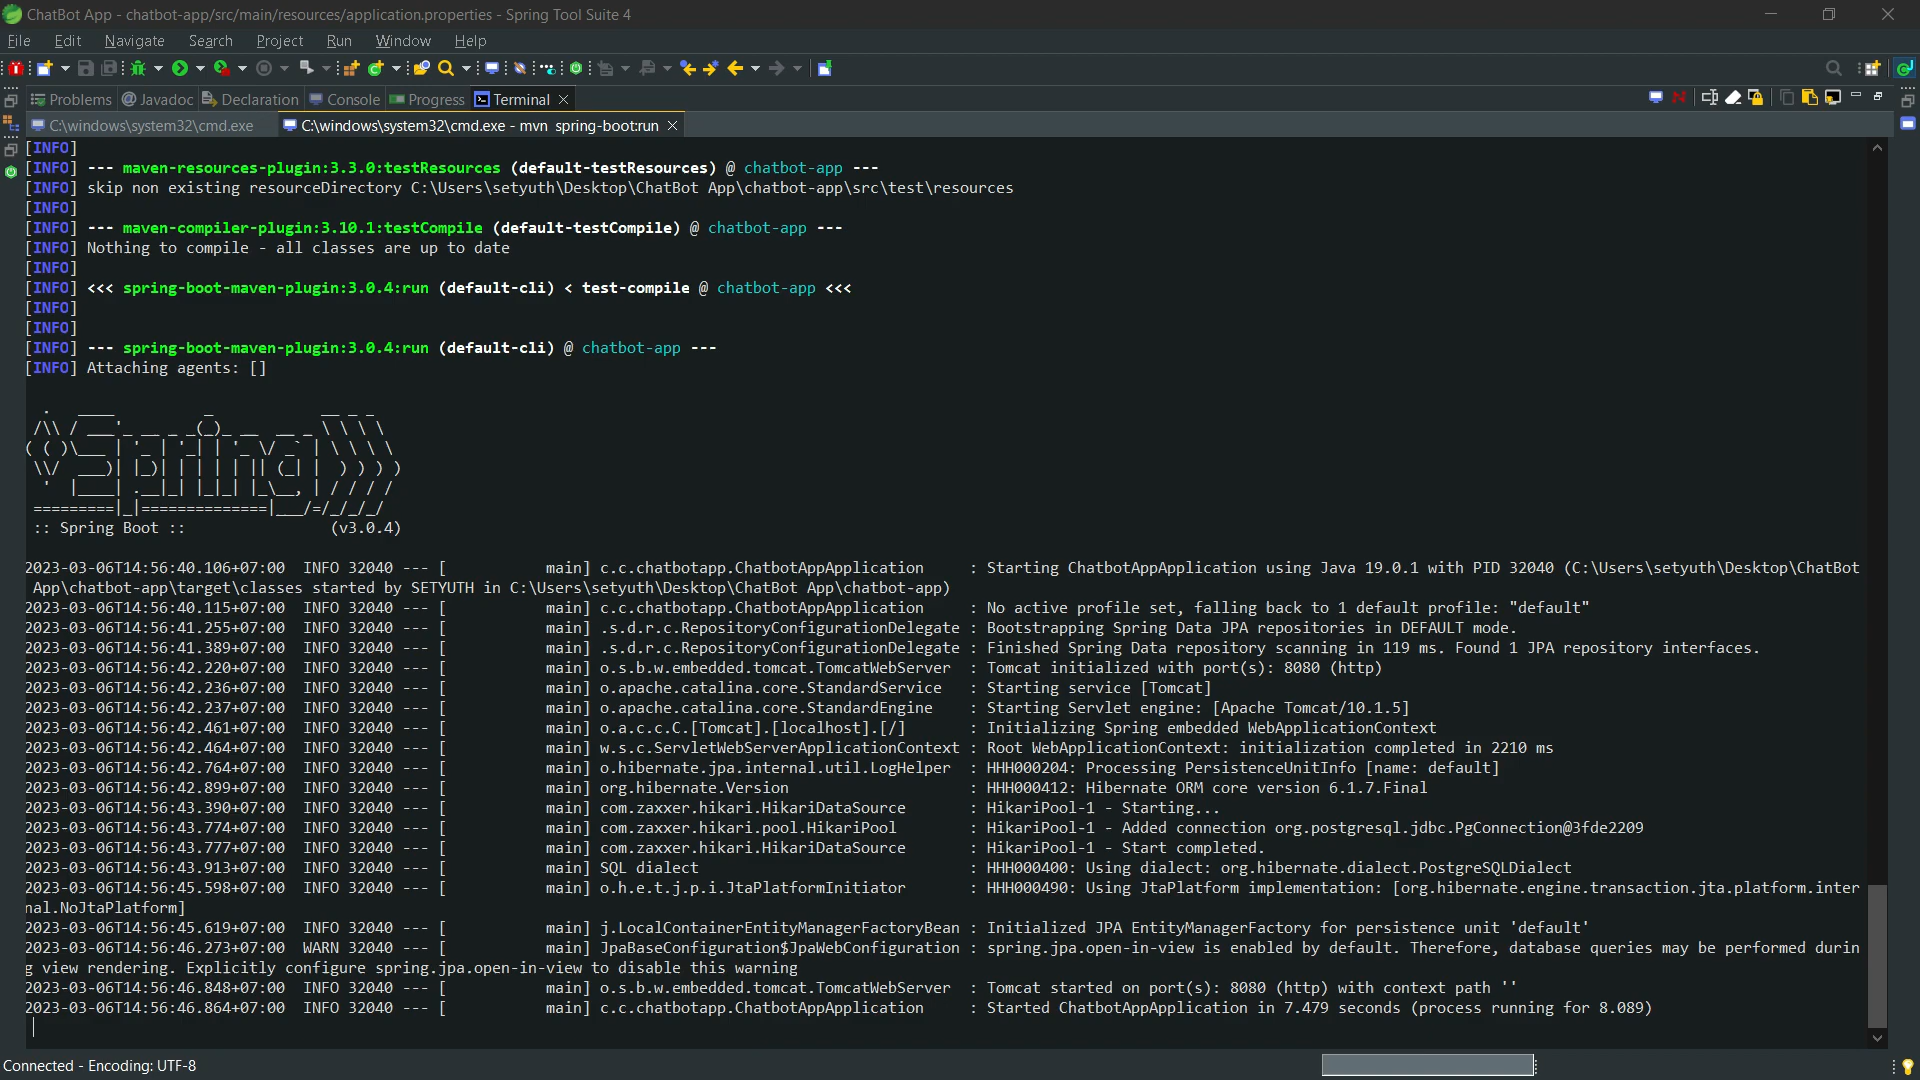 ChatBot App - chatbot-app/src/main/resources/application.properties - Spring Tool Suite 4
File Edit Navigate Search Project Run Window Help
Problems @ Javadoc Declaration Console Progress Terminal
C:\windows\system32\cmd.exe C:\windows\system32\cmd.exe - mvn spring-boot:run
[INFO]
[INFO] --- maven-resources-plugin:3.3.0:testResources (default-testResources) @ chatbot-app ---
[INFO] skip non existing resourceDirectory C:\Users\setyuth\Desktop\ChatBot App\chatbot-app\src\test\resources
[INFO]
[INFO] --- maven-compiler-plugin:3.10.1:testCompile (default-testCompile) @ chatbot-app ---
[INFO] Nothing to compile - all classes are up to date
[INFO]
[INFO] <<< spring-boot-maven-plugin:3.0.4:run (default-cli) < test-compile @ chatbot-app <<<
[INFO]
[INFO]
[INFO] --- spring-boot-maven-plugin:3.0.4:run (default-cli) @ chatbot-app ---
[INFO] Attaching agents: []
Spring
:: Spring Boot :: (v3.0.4)
2023-03-06T14:56:40.106+07:00 INFO 32040 --- [ main] c.c.chatbotapp.ChatbotAppApplication : Starting ChatbotAppApplication using Java 19.0.1 with PID 32040 (C:\Users\setyuth\Desktop\ChatBot
App\chatbot-app\target\classes started by SETYUTH in C:\Users\setyuth\Desktop\ChatBot App\chatbot-app)
2023-03-06T14:56:40.115+07:00 INFO 32040 --- [ main] c.c.chatbotapp.ChatbotAppApplication : No active profile set, falling back to 1 default profile: "default"
2023-03-06T14:56:41.255+07:00 INFO 32040 --- [ main] .s.d.r.c.RepositoryConfigurationDelegate : Bootstrapping Spring Data JPA repositories in DEFAULT mode.
2023-03-06T14:56:41.389+07:00 INFO 32040 --- [ main] .s.d.r.c.RepositoryConfigurationDelegate : Finished Spring Data repository scanning in 119 ms. Found 1 JPA repository interfaces.
2023-03-06T14:56:42.220+07:00 INFO 32040 --- [ main] o.s.b.w.embedded.tomcat.TomcatWebServer : Tomcat initialized with port(s): 8080 (http)
2023-03-06T14:56:42.236+07:00 INFO 32040 --- [ main] o.apache.catalina.core.StandardService : Starting service [Tomcat]
2023-03-06T14:56:42.237+07:00 INFO 32040 --- [ main] o.apache.catalina.core.StandardEngine : Starting Servlet engine: [Apache Tomcat/10.1.5]
2023-03-06T14:56:42.461+07:00 INFO 32040 --- [ main] o.a.c.c.C.[Tomcat].[localhost].[/] : Initializing Spring embedded WebApplicationContext
2023-03-06T14:56:42.464+07:00 INFO 32040 --- [ main] w.s.c.ServletWebServerApplicationContext : Root WebApplicationContext: initialization completed in 2210 ms
2023-03-06T14:56:42.764+07:00 INFO 32040 --- [ main] o.hibernate.jpa.internal.util.LogHelper : HHH000204: Processing PersistenceUnitInfo [name: default]
2023-03-06T14:56:42.899+07:00 INFO 32040 --- [ main] org.hibernate.Version : HHH000412: Hibernate ORM core version 6.1.7.Final
2023-03-06T14:56:43.390+07:00 INFO 32040 --- [ main] com.zaxxer.hikari.HikariDataSource : HikariPool-1 - Starting...
2023-03-06T14:56:43.774+07:00 INFO 32040 --- [ main] com.zaxxer.hikari.pool.HikariPool : HikariPool-1 - Added connection org.postgresql.jdbc.PgConnection@3fde2209
2023-03-06T14:56:43.777+07:00 INFO 32040 --- [ main] com.zaxxer.hikari.HikariDataSource : HikariPool-1 - Start completed.
2023-03-06T14:56:43.913+07:00 INFO 32040 --- [ main] SQL dialect : HHH000400: Using dialect: org.hibernate.dialect.PostgreSQLDialect
2023-03-06T14:56:45.598+07:00 INFO 32040 --- [ main] o.h.e.t.j.p.i.JtaPlatformInitiator : HHH000490: Using JtaPlatform implementation: [org.hibernate.engine.transaction.jta.platform.inter
nal.NoJtaPlatform]
2023-03-06T14:56:45.619+07:00 INFO 32040 --- [ main] j.LocalContainerEntityManagerFactoryBean : Initialized JPA EntityManagerFactory for persistence unit 'default'
2023-03-06T14:56:46.273+07:00 WARN 32040 --- [ main] JpaBaseConfiguration$JpaWebConfiguration : spring.jpa.open-in-view is enabled by default. Therefore, database queries may be performed durin
g view rendering. Explicitly configure spring.jpa.open-in-view to disable this warning
2023-03-06T14:56:46.848+07:00 INFO 32040 --- [ main] o.s.b.w.embedded.tomcat.TomcatWebServer : Tomcat started on port(s): 8080 (http) with context path ''
2023-03-06T14:56:46.864+07:00 INFO 32040 --- [ main] c.c.chatbotapp.ChatbotAppApplication : Started ChatbotAppApplication in 7.479 seconds (process running for 8.089)
Connected - Encoding: UTF-8